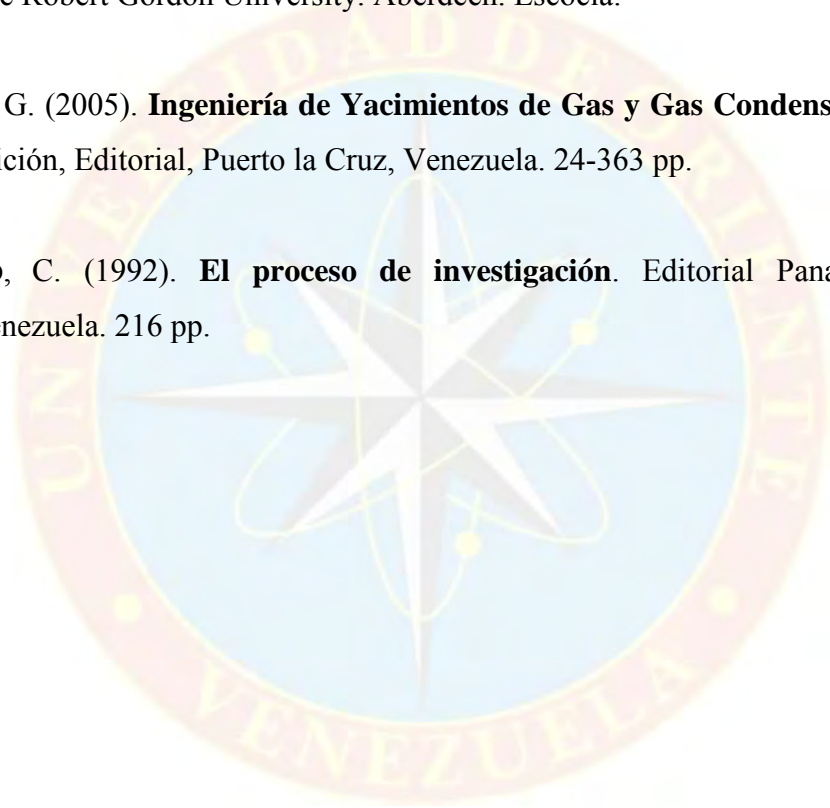 Robert Gordon University. Aberdeen. Escocia.
G. (2005). Ingeniería de Yacimientos de Gas y Gas Condens
ición, Editorial, Puerto la Cruz, Venezuela. 24-363 pp.
, C. (1992). El proceso de investigación. Editorial Pana
enezuela. 216 pp.
UNIVERSIDAD DE ORIENTE
VENEZUELA